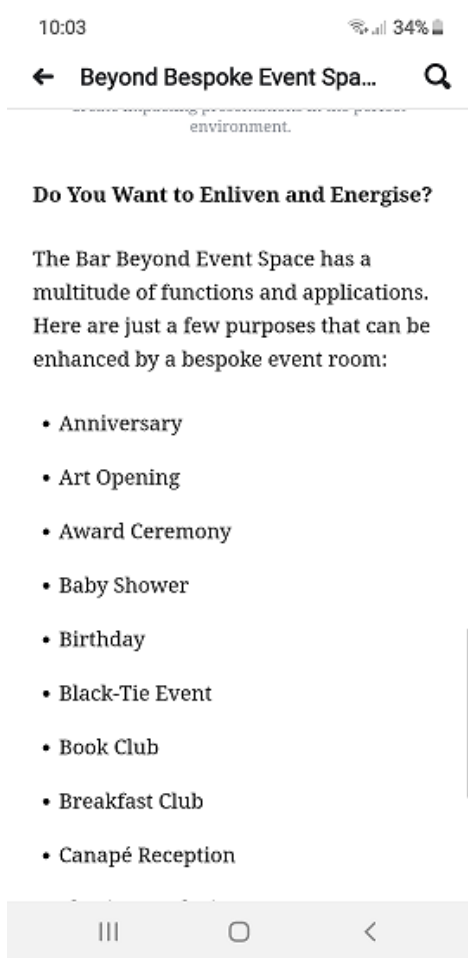 10:03
34%
Beyond Bespoke Event Spa...
environment.
Do You Want to Enliven and Energise?
The Bar Beyond Event Space has a
multitude of functions and applications.
Here are just a few purposes that can be
enhanced by a bespoke event room:
• Anniversary
• Art Opening
• Award Ceremony
• Baby Shower
• Birthday
• Black-Tie Event
• Book Club
• Breakfast Club
• Canapé Reception